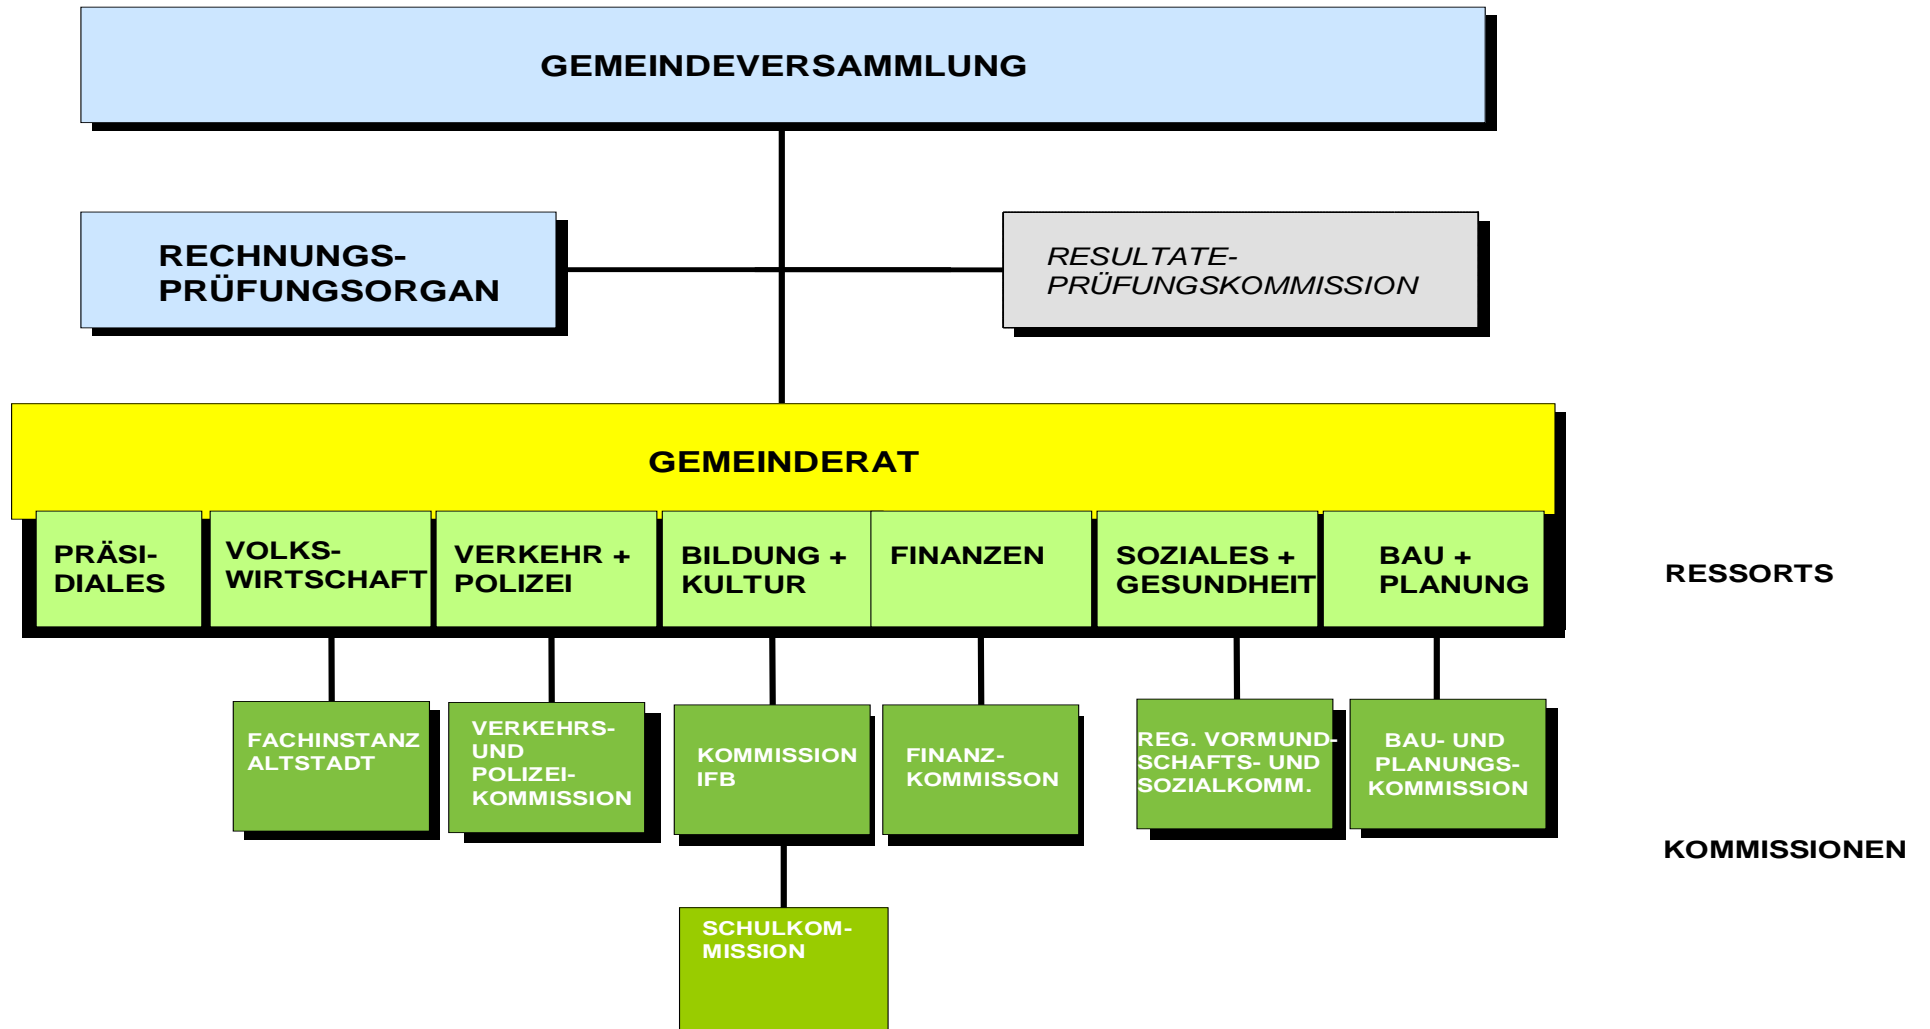 GEMEINDEVERSAMMLUNG
RECHNUNGS-
PRÜFUNGSORGAN
RESULTATE-
PRÜFUNGSKOMMISSION
GEMEINDERAT
PRÄSI-
DIALES
VOLKS-
WIRTSCHAFT
VERKEHR +
POLIZEI
BILDUNG +
KULTUR
FINANZEN
SOZIALES +
GESUNDHEIT
BAU +
PLANUNG
RESSORTS
FACHINSTANZ
ALTSTADT
VERKEHRS-
UND
POLIZEI-
KOMMISSION
KOMMISSION
IFB
FINANZ-
KOMMISSON
REG. VORMUND-
SCHAFTS- UND
SOZIALKOMM.
BAU- UND
PLANUNGS-
KOMMISSION
KOMMISSIONEN
SCHULKOM-
MISSION